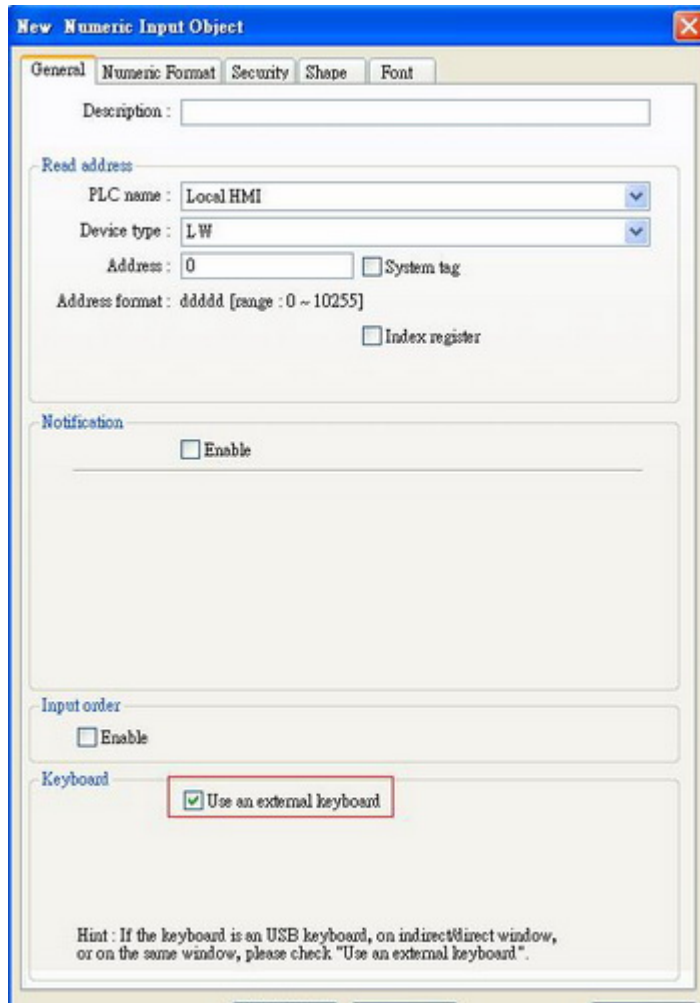 New Numeric Input Object
General Numeric Format Security Shape Font
Description :
Read address
PLC name : Local HMI
Device type : LW
Address : 0 System tag
Address format : ddddd [range : 0 ~ 10255]
Index register
Notification
Enable
Input order
Enable
Keyboard
Use an external keyboard
Hint : If the keyboard is an USB keyboard, on indirect/direct window,
or on the same window, please check "Use an external keyboard".